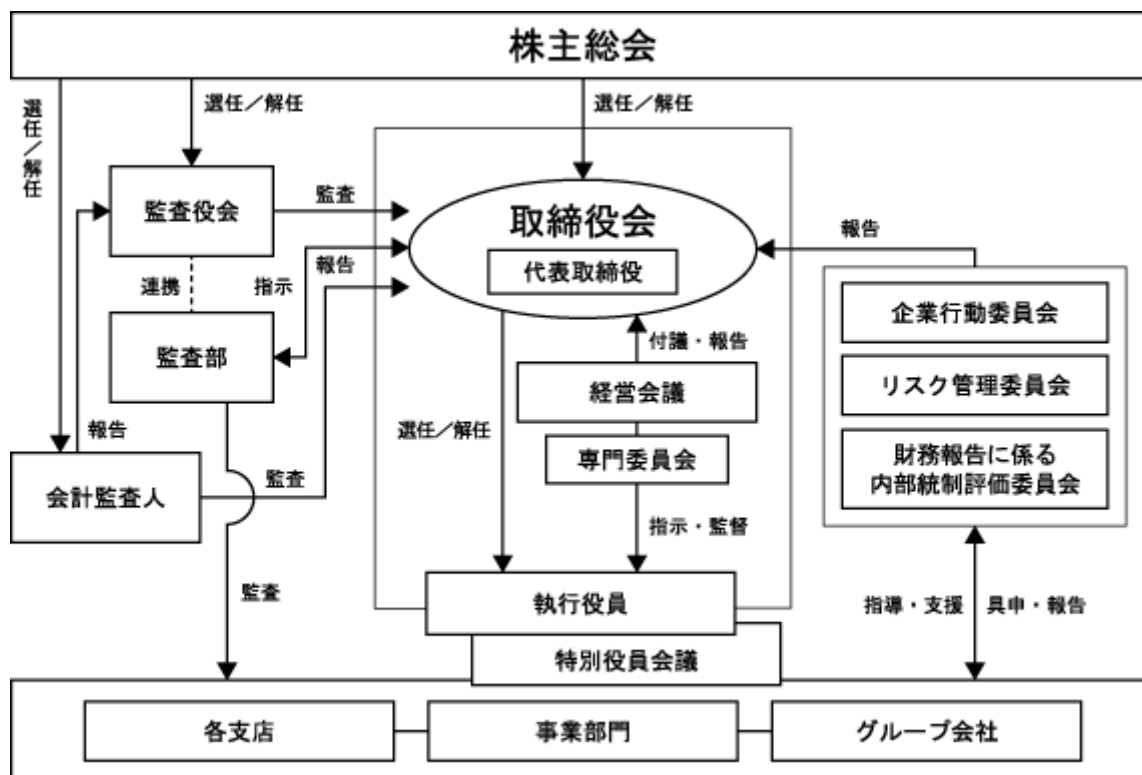 株主総会
選任／解任
選任／解任
選任／解任
監査役会
監査
取締役会
代表取締役
報告
報告
連携
指示
監査部
付議・報告
経営会議
専門委員会
選任／解任
指示・監督
報告
会計監査人
監査
監査
企業行動委員会
リスク管理委員会
財務報告に係る
内部統制評価委員会
執行役員
特別役員会議
指導・支援
具申・報告
各支店
事業部門
グループ会社